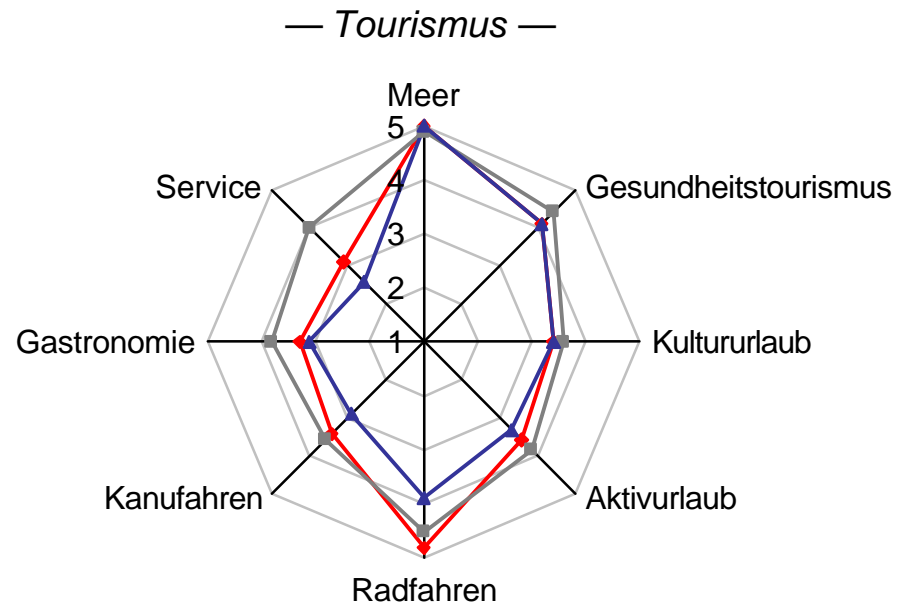 — Tourismus —
Meer
5
Service
Gesundheitstourismus
4
3
2
Gastronomie
1
Kultururlaub
Kanufahren
Aktivurlaub
Radfahren